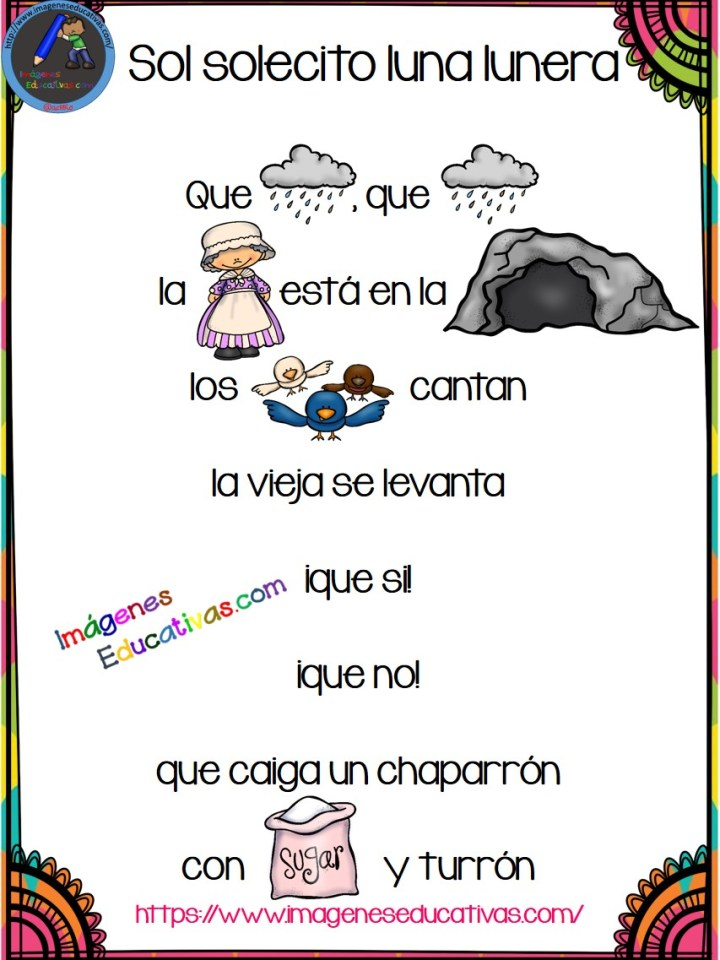 http://www.imageneseducativas.com/
Imágenes
Educativas.com
Sol solecito luna lunera
Que , que
la está en la
los cantan
la vieja se levanta
¡que si!
Imágenes
Educativas.com
¡que no!
que caiga un chaparrón
con sugar y turrón
https://www.imageneseducativas.com/